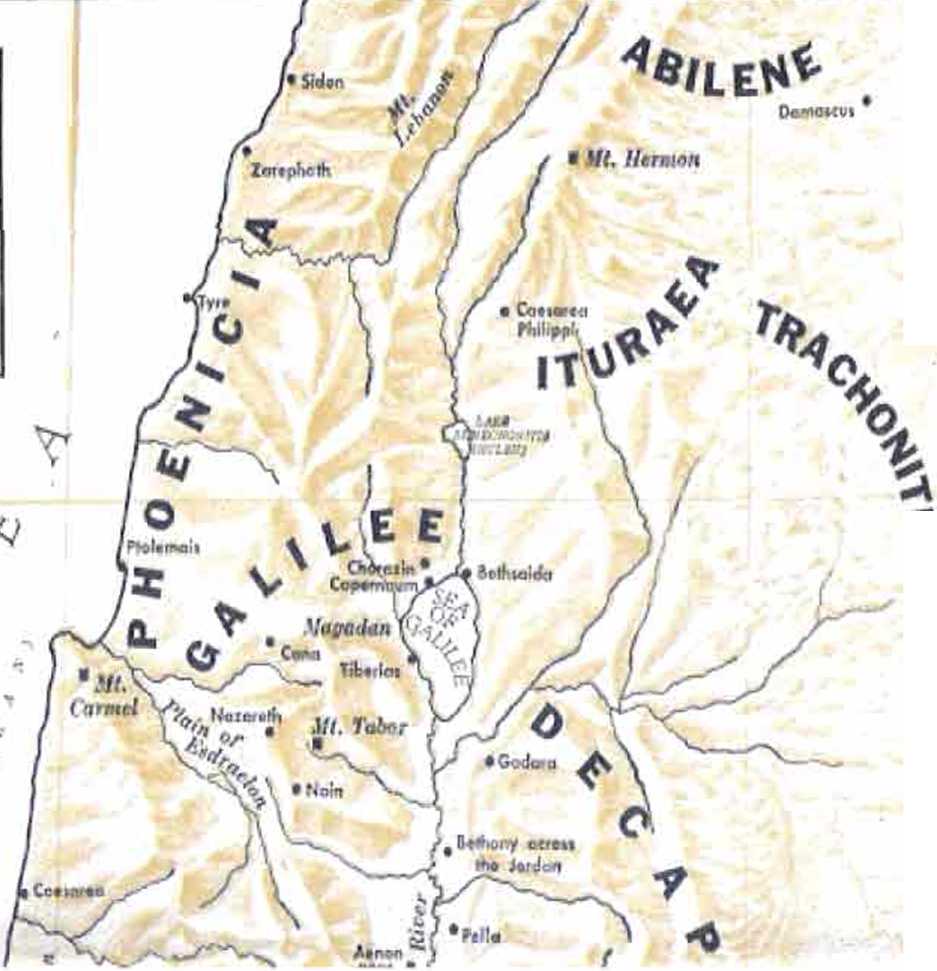 ABILENE
Sidon
Mt.
Lebanon
Damascus
Zarephath
Mt. Hermon
PHOENICIA
Tyre
Caesarea
Philippi
ITURAEA
TRACHONITI
LAKE
A
E
GALILEE
Ptolemais
Chorazin
Capernaum
Bethsaida
SEA
OF
GALILEE
Magadan
Cana
Tiberias
Mt.
Carmel
Plain of
Esdraelon
Nazareth
Mt. Tabor
DECAP
Gadara
Nain
Bethany across
the Jordan
Caesarea
River
Pella
Aenon